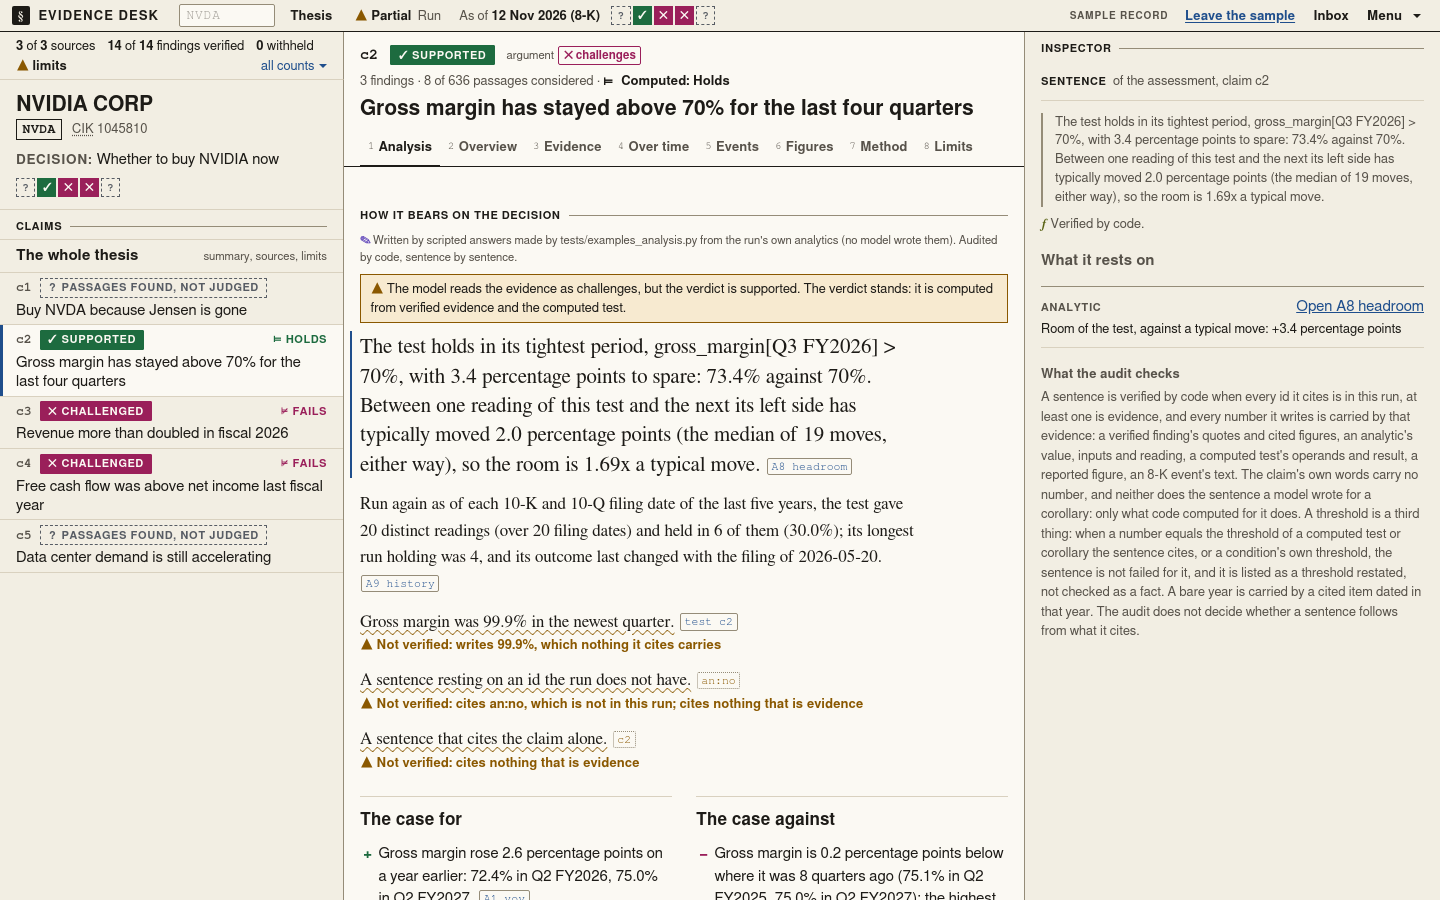 § EVIDENCE DESK NVDA Thesis ▲ Partial Run As of 12 Nov 2026 (8-K) ? ✓ ✕ ✕ ? SAMPLE RECORD Leave the sample Inbox Menu
3 of 3 sources 14 of 14 findings verified 0 withheld
▲ limits all counts
NVIDIA CORP
NVDA CIK 1045810
DECISION: Whether to buy NVIDIA now
? ✓ ✕ ✕ ?
CLAIMS
The whole thesis summary, sources, limits
c1 ? PASSAGES FOUND, NOT JUDGED
Buy NVDA because Jensen is gone
c2 ✓ SUPPORTED ⊨ HOLDS
Gross margin has stayed above 70% for the
last four quarters
c3 ✕ CHALLENGED ⊭ FAILS
Revenue more than doubled in fiscal 2026
c4 ✕ CHALLENGED ⊭ FAILS
Free cash flow was above net income last fiscal
year
c5 ? PASSAGES FOUND, NOT JUDGED
Data center demand is still accelerating
c2 ✓ SUPPORTED argument ✕ challenges
3 findings · 8 of 636 passages considered · ⊨ Computed: Holds
Gross margin has stayed above 70% for the last four quarters
1 Analysis 2 Overview 3 Evidence 4 Over time 5 Events 6 Figures 7 Method 8 Limits
HOW IT BEARS ON THE DECISION
✎ Written by scripted answers made by tests/examples_analysis.py from the run's own analytics (no model wrote them). Audited
by code, sentence by sentence.
▲ The model reads the evidence as challenges, but the verdict is supported. The verdict stands: it is computed
from verified evidence and the computed test.
The test holds in its tightest period, gross_margin[Q3 FY2026] >
70%, with 3.4 percentage points to spare: 73.4% against 70%.
Between one reading of this test and the next its left side has
typically moved 2.0 percentage points (the median of 19 moves,
either way), so the room is 1.69x a typical move. A8 headroom
Run again as of each 10-K and 10-Q filing date of the last five years, the test gave
20 distinct readings (over 20 filing dates) and held in 6 of them (30.0%); its longest
run holding was 4, and its outcome last changed with the filing of 2026-05-20.
A9 history
Gross margin was 99.9% in the newest quarter. test c2
▲ Not verified: writes 99.9%, which nothing it cites carries
A sentence resting on an id the run does not have. an:no
▲ Not verified: cites an:no, which is not in this run; cites nothing that is evidence
A sentence that cites the claim alone. c2
▲ Not verified: cites nothing that is evidence
The case for
+ Gross margin rose 2.6 percentage points on
a year earlier: 72.4% in Q2 FY2026, 75.0%
in Q2 FY2027. A1 yoy
The case against
− Gross margin is 0.2 percentage points below
where it was 8 quarters ago (75.1% in Q2
FY2025, 75.0% in Q2 FY2027); the highest
INSPECTOR
SENTENCE of the assessment, claim c2
The test holds in its tightest period, gross_margin[Q3 FY2026] >
70%, with 3.4 percentage points to spare: 73.4% against 70%.
Between one reading of this test and the next its left side has
typically moved 2.0 percentage points (the median of 19 moves,
either way), so the room is 1.69x a typical move.
ƒ Verified by code.
What it rests on
ANALYTIC Open A8 headroom
Room of the test, against a typical move: +3.4 percentage points
What the audit checks
A sentence is verified by code when every id it cites is in this run, at
least one is evidence, and every number it writes is carried by that
evidence: a verified finding's quotes and cited figures, an analytic's
value, inputs and reading, a computed test's operands and result, a
reported figure, an 8-K event's text. The claim's own words carry no
number, and neither does the sentence a model wrote for a
corollary: only what code computed for it does. A threshold is a third
thing: when a number equals the threshold of a computed test or
corollary the sentence cites, or a condition's own threshold, the
sentence is not failed for it, and it is listed as a threshold restated,
not checked as a fact. A bare year is carried by a cited item dated in
that year. The audit does not decide whether a sentence follows
from what it cites.